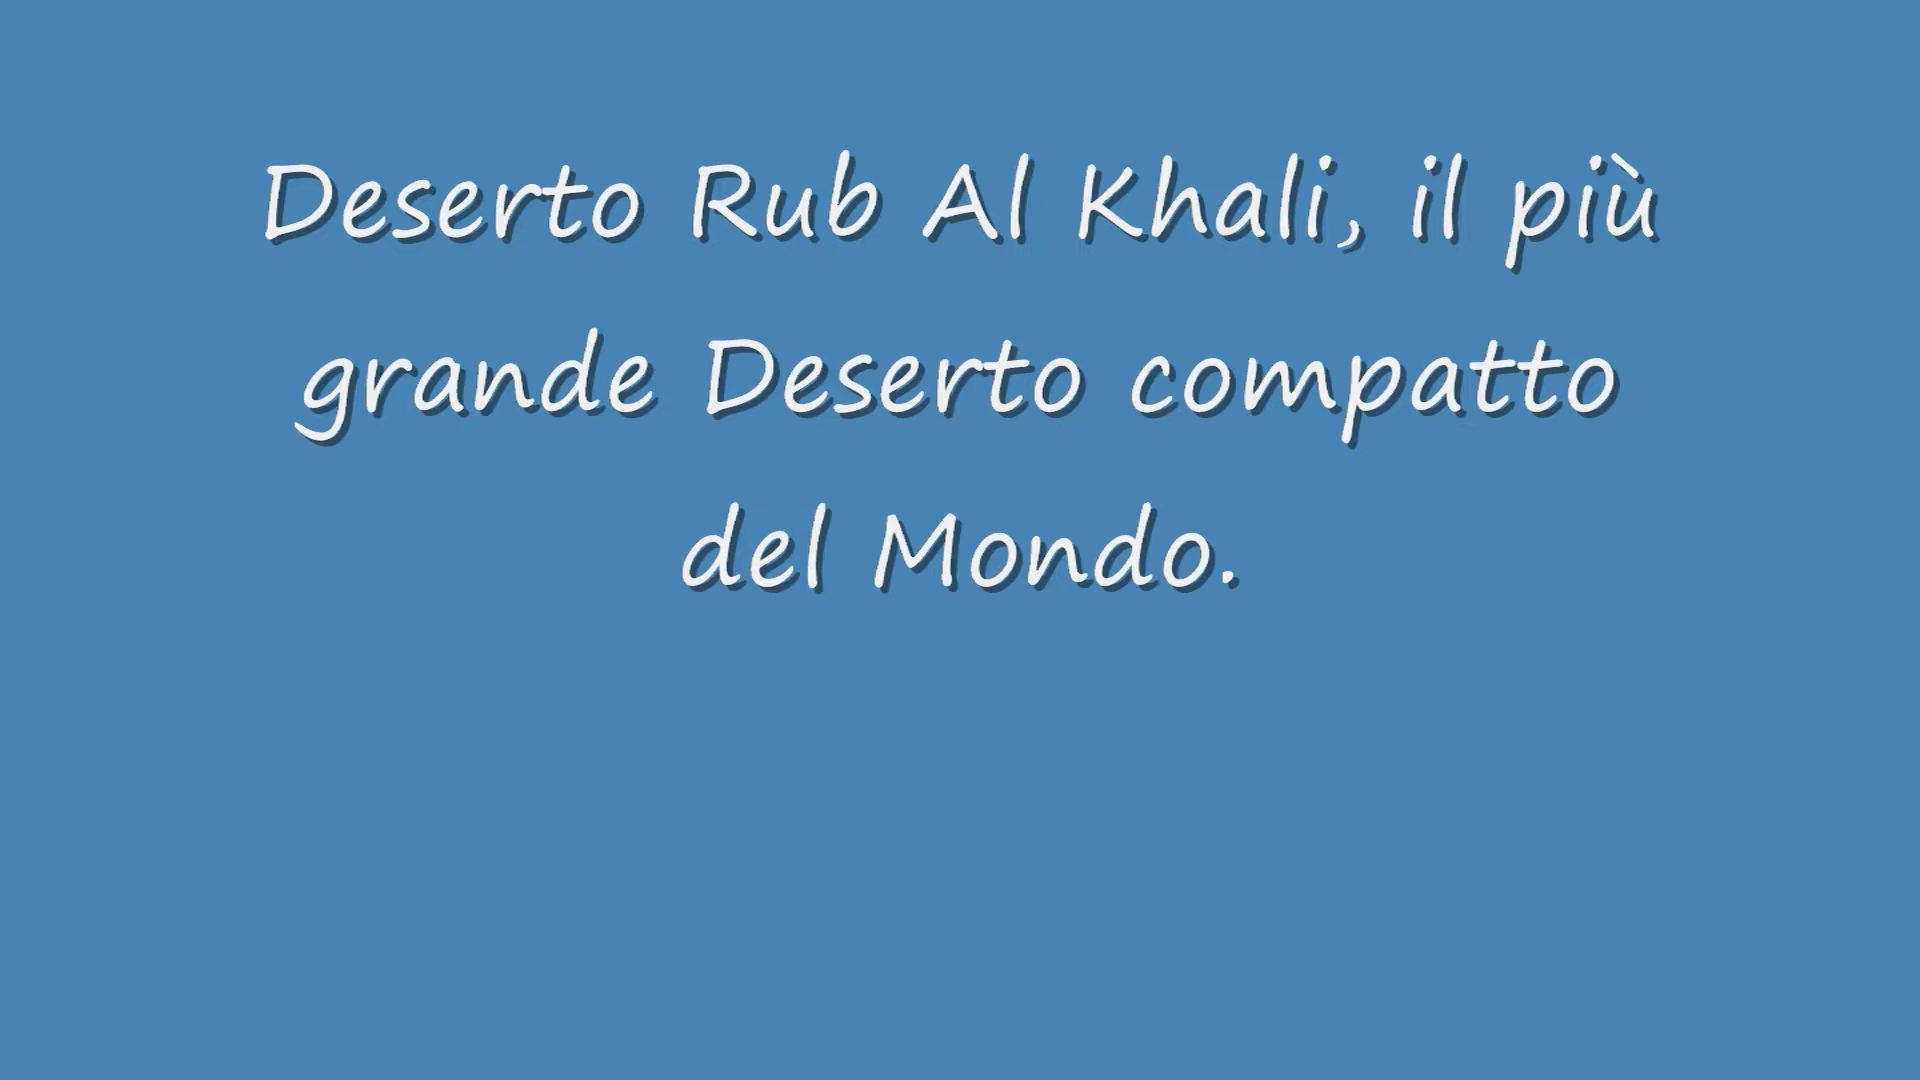 Deserto Rub Al Khali, il più
grande Deserto compatto
del Mondo.